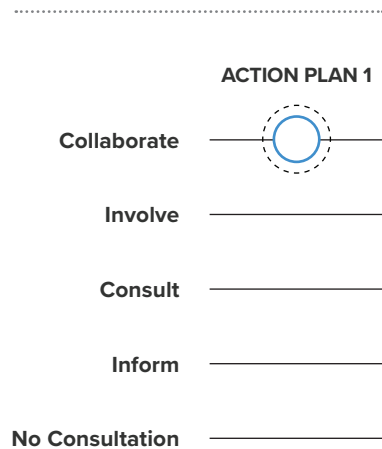 ACTION PLAN 1
Collaborate
Involve
Consult
Inform
No Consultation